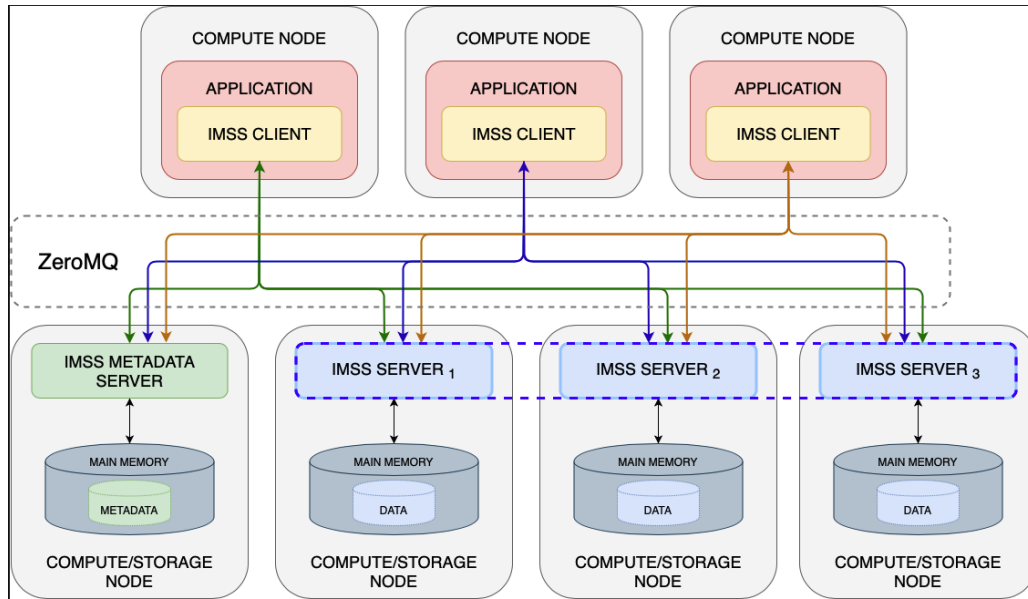 COMPUTE NODE
APPLICATION
IMSS CLIENT
COMPUTE NODE
APPLICATION
IMSS CLIENT
COMPUTE NODE
APPLICATION
IMSS CLIENT
ZeroMQ
IMSS METADATA
SERVER
MAIN MEMORY
METADATA
COMPUTE/STORAGE
NODE
IMSS SERVER 1
MAIN MEMORY
DATA
COMPUTE/STORAGE
NODE
IMSS SERVER 2
MAIN MEMORY
DATA
COMPUTE/STORAGE
NODE
IMSS SERVER 3
MAIN MEMORY
DATA
COMPUTE/STORAGE
NODE